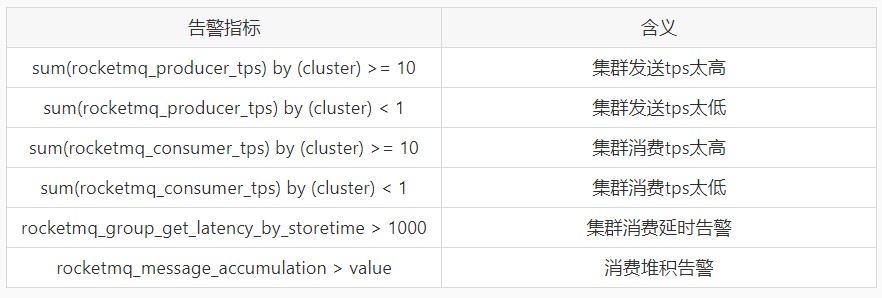 告警指标 含义
sum(rocketmq_producer_tps) by (cluster) >= 10 集群发送tps太高
sum(rocketmq_producer_tps) by (cluster) < 1 集群发送tps太低
sum(rocketmq_consumer_tps) by (cluster) >= 10 集群消费tps太高
sum(rocketmq_consumer_tps) by (cluster) < 1 集群消费tps太低
rocketmq_group_get_latency_by_storetime > 1000 集群消费延时告警
rocketmq_message_accumulation > value 消费堆积告警